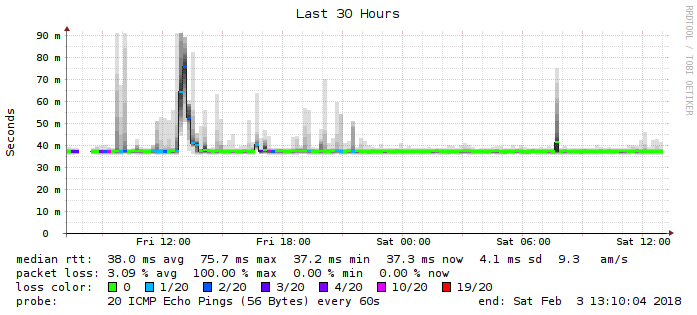 Last 30 Hours
RRDTOOL / TOBI OETIKER
Seconds
90 m
80 m
70 m
60 m
50 m
40 m
30 m
20 m
10 m
0
Fri 12:00 Fri 18:00 Sat 00:00 Sat 06:00 Sat 12:00
median rtt: 38.0 ms avg 75.7 ms max 37.2 ms min 37.3 ms now 4.1 ms sd 9.3 am/s
packet loss: 3.09 % avg 100.00 % max 0.00 % min 0.00 % now
loss color: 0 1/20 2/20 3/20 4/20 10/20 19/20
probe: 20 ICMP Echo Pings (56 Bytes) every 60s end: Sat Feb 3 13:10:04 2018